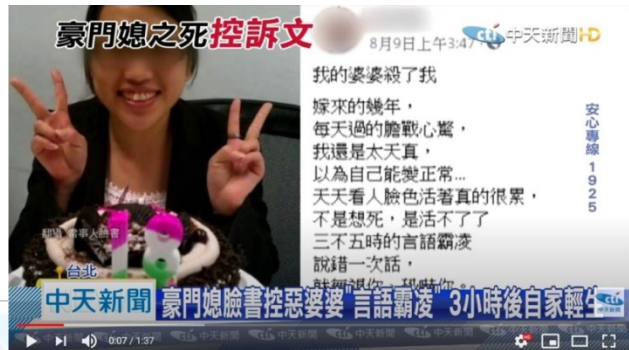 豪門媳之死控訴文
8月9日上午3:47
cti 中天新聞HD
我的婆婆殺了我
嫁來的幾年，
每天過的膽戰心驚，
我還是太天真，
以為自己能變正常...
天天看人臉色活著真的很累，
不是想死，是活不了了
三不五時的言語霸凌
說錯一次話，
安心專線 1925
18
台北
中天新聞
豪門媳臉書控惡婆婆 言語霸凌 3小時後自家輕生
0:07 / 1:37